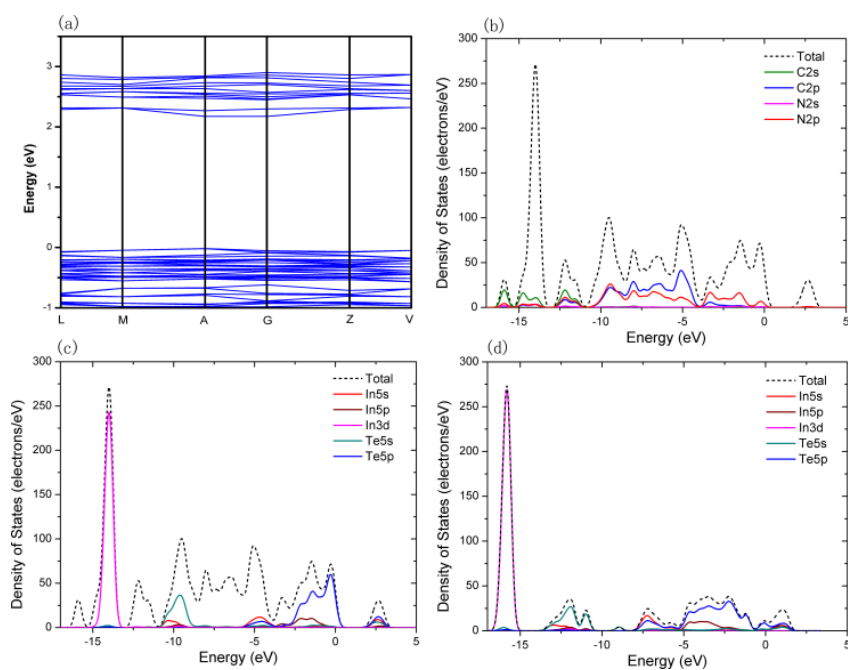 (a)
Energy (eV)
3
2
1
0
-1
L M A G Z V
(b)
Density of States (electrons/eV)
300
250
200
150
100
50
0
Total
C2s
C2p
N2s
N2p
-15 -10 -5 0 5
Energy (eV)
(c)
Density of States (electrons/eV)
300
250
200
150
100
50
0
Total
In5s
In5p
In3d
Te5s
Te5p
-15 -10 -5 0 5
Energy (eV)
(d)
Density of States (electrons/eV)
300
250
200
150
100
50
0
Total
In5s
In5p
In3d
Te5s
Te5p
-15 -10 -5 0 5
Energy (eV)